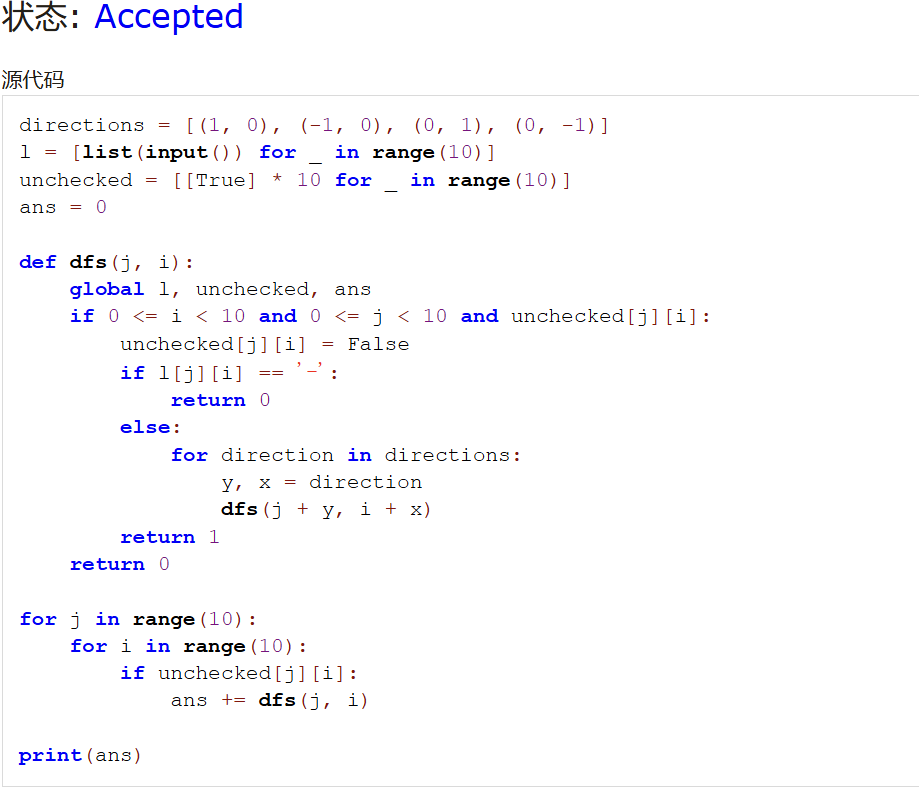 状态: Accepted
源代码
directions = [(1, 0), (-1, 0), (0, 1), (0, -1)]
l = [list(input()) for _ in range(10)]
unchecked = [[True] * 10 for _ in range(10)]
ans = 0
def dfs(j, i):
    global l, unchecked, ans
    if 0 <= i < 10 and 0 <= j < 10 and unchecked[j][i]:
        unchecked[j][i] = False
        if l[j][i] == '-':
            return 0
        else:
            for direction in directions:
                y, x = direction
                dfs(j + y, i + x)
        return 1
    return 0
for j in range(10):
    for i in range(10):
        if unchecked[j][i]:
            ans += dfs(j, i)
print(ans)